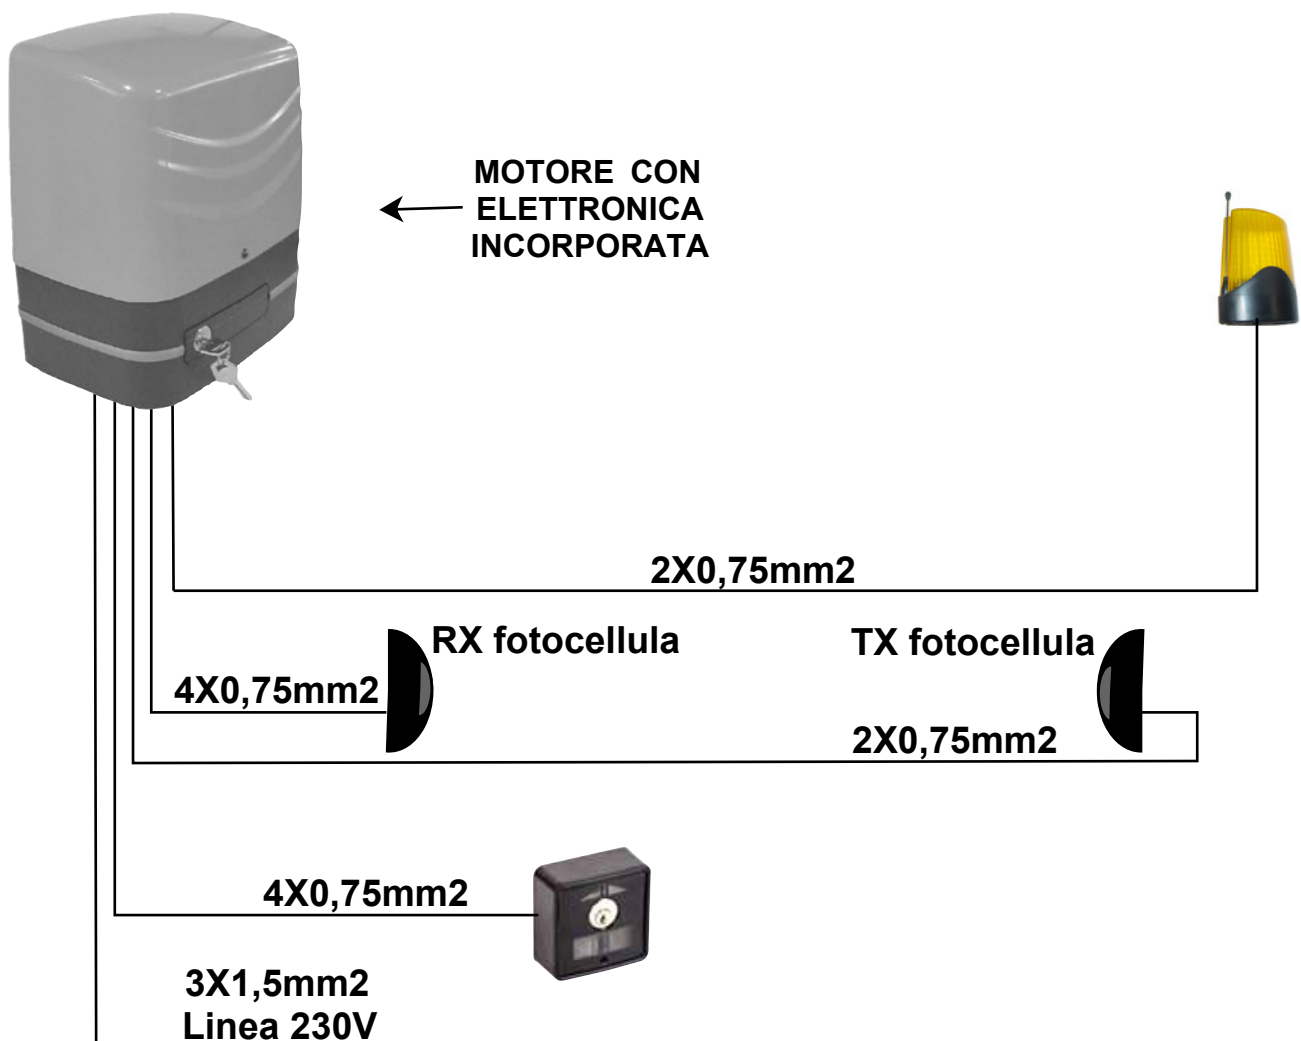 MOTORE CON
ELETTRONICA
INCORPORATA
2X0,75mm2
RX fotocellula
TX fotocellula
4X0,75mm2
2X0,75mm2
4X0,75mm2
3X1,5mm2
Linea 230V